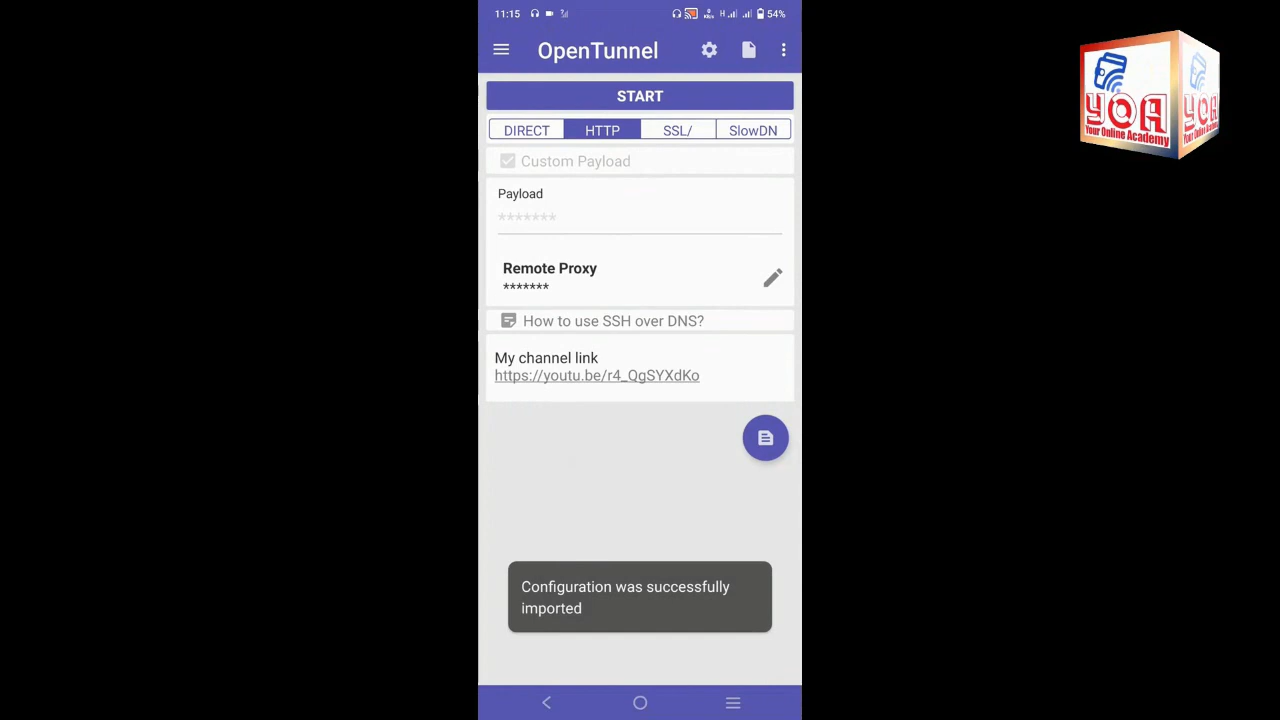 11:15
H
54%
OpenTunnel
START
DIRECT
HTTP
SSL/
SlowDN
Custom Payload
Payload
*******
Remote Proxy
*******
How to use SSH over DNS?
My channel link
https://youtu.be/r4_QgSYXdKo
Configuration was successfully
imported
YOA
Your Online Academy